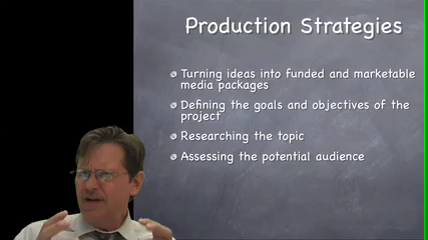 Production Strategies
Turning ideas into funded and marketable
media packages
Defining the goals and objectives of the
project
Researching the topic
Assessing the potential audience